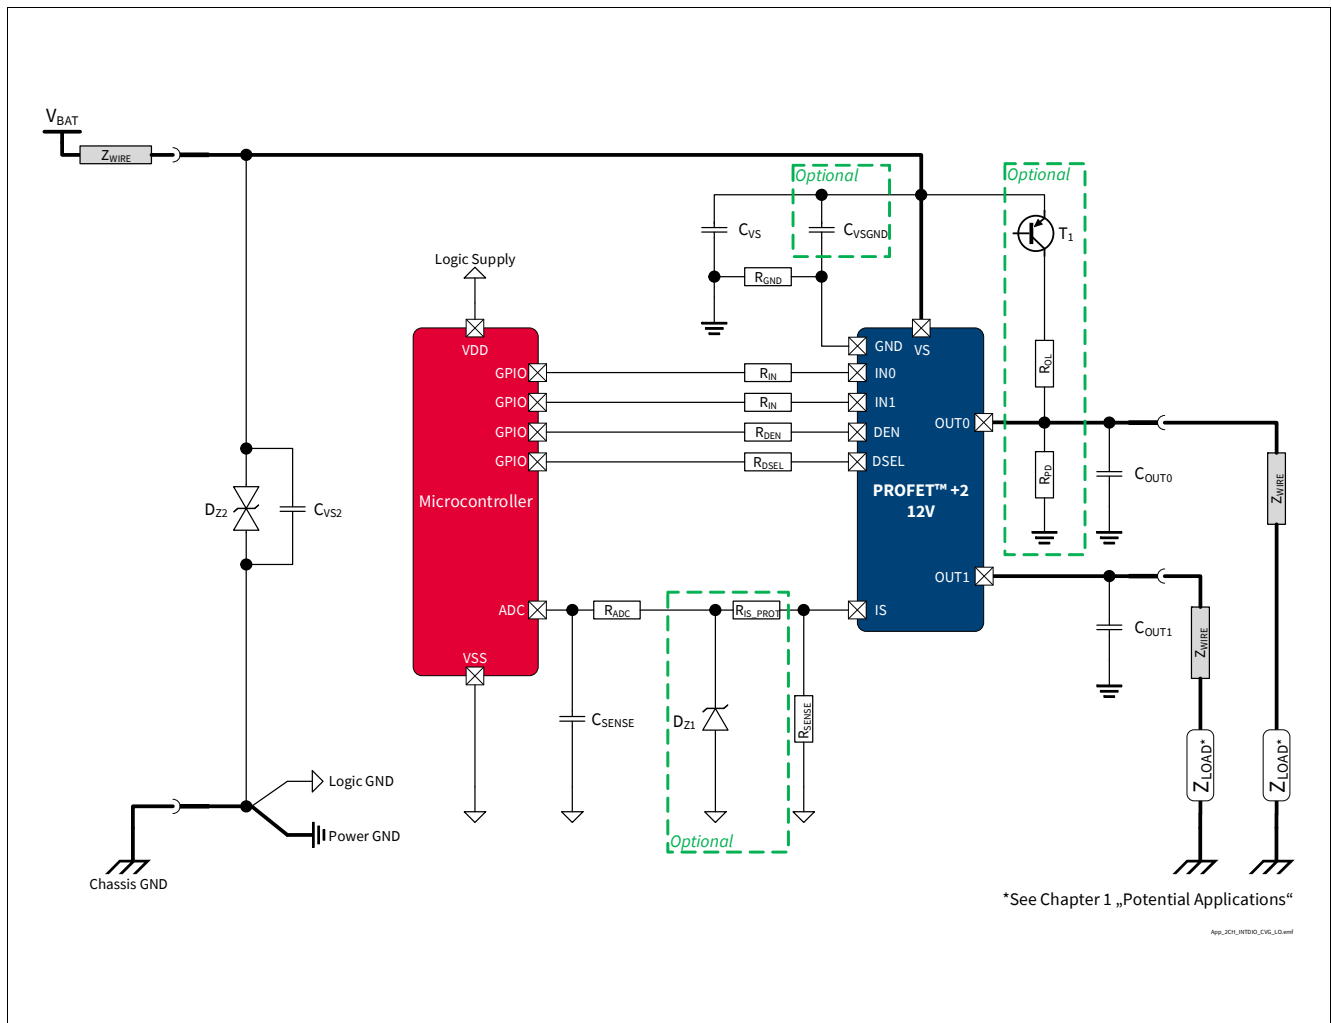 VBAT
ZWIRE
Optional
Optional
CVS
CVSGND
T1
Logic Supply
RGND
VDD
GND
VS
GPIO
RIN
IN0
ROL
GPIO
RIN
IN1
OUT0
GPIO
RDEN
DEN
GPIO
RDSEL
DSEL
RPD
COUT0
ZWIRE
Microcontroller
PROFET™ +2
12V
DZ2
CVS2
OUT1
ADC
RADC
RIS_PROT
IS
COUT1
ZWIRE
VSS
CSENSE
DZ1
RSENSE
ZLOAD*
ZLOAD*
Logic GND
Power GND
Optional
Chassis GND
*See Chapter 1 „Potential Applications“
App_2CH_INTDIO_CVG_LO.emf